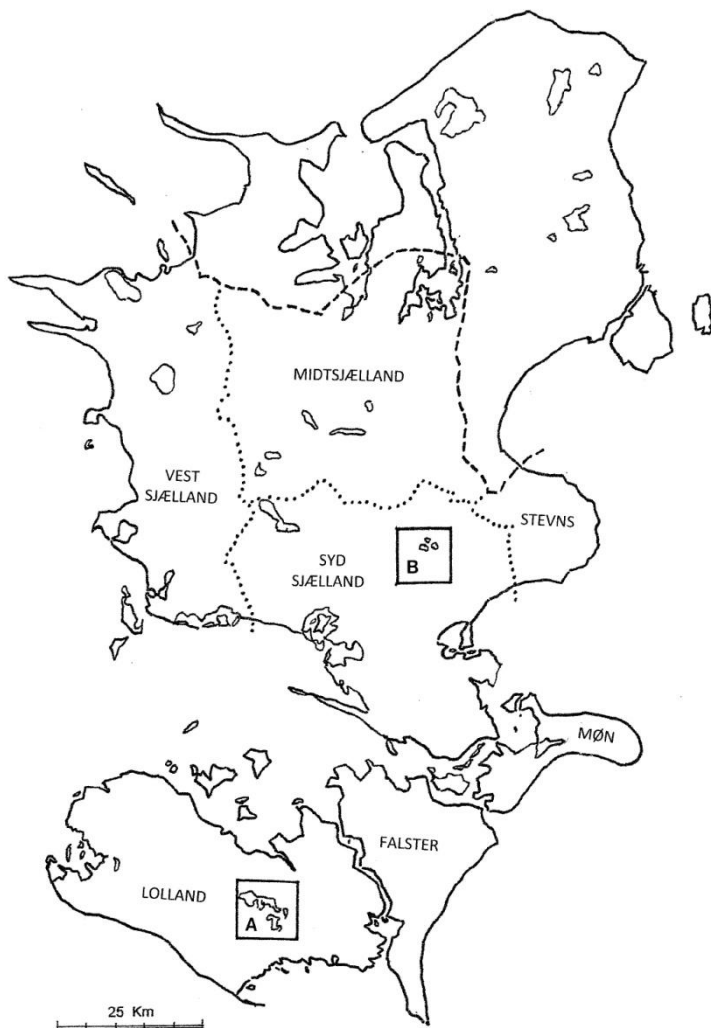 MIDTSJÆLLAND
VEST
SJÆLLAND
STEVNS
SYD
SJÆLLAND
B
MØN
FALSTER
LOLLAND
A
25 Km